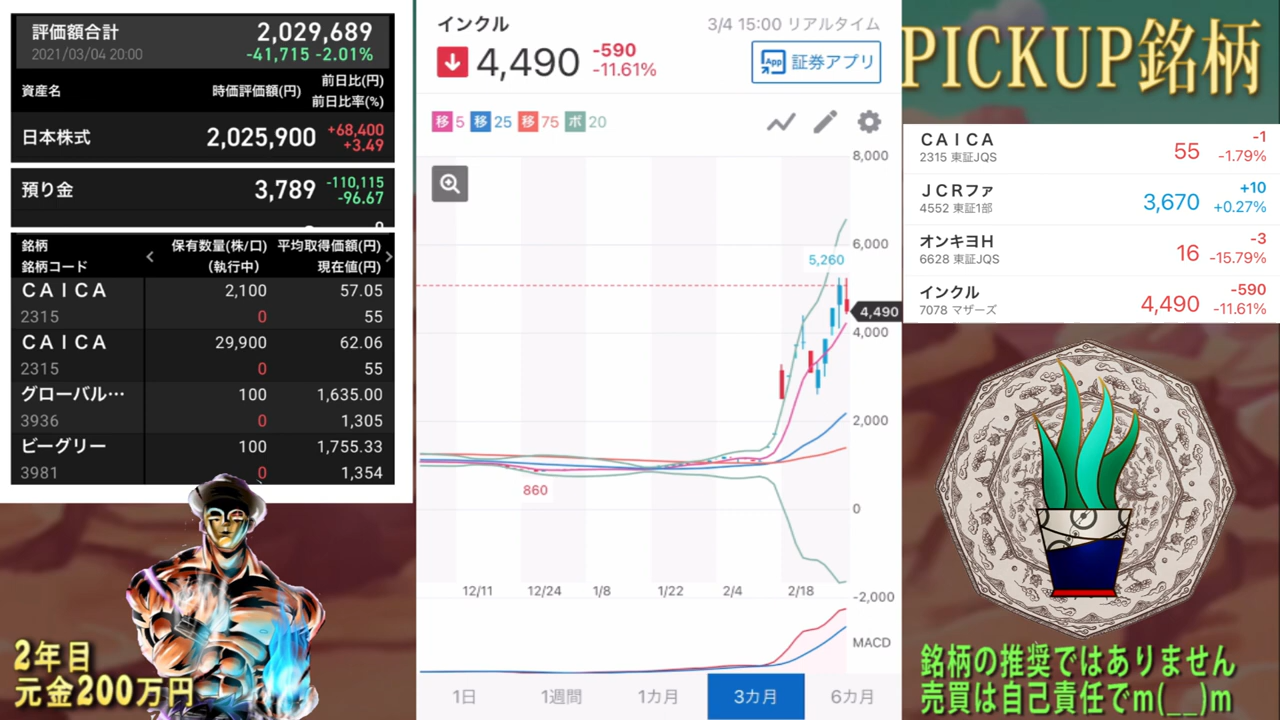 評価額合計
2,029,689
2021/03/04 20:00
-41,715 -2.01%
資産名
時価評価額(円)
前日比(円)
前日比率(%)
日本株式
2,025,900
+68,400
+3.49
預り金
3,789
-110,115
-96.67
銘柄
銘柄コード
保有数量(株/口)
(執行中)
平均取得価額(円)
現在値(円)
ＣＡＩＣＡ
2,100
57.05
2315
0
55
ＣＡＩＣＡ
29,900
62.06
2315
0
55
グローバル…
100
1,635.00
3936
0
1,305
ビーグリー
100
1,755.33
3981
0
1,354
2年目
元金200万円
インクル
3/4 15:00 リアルタイム
4,490
-590
-11.61%
App
証券アプリ
移5 移25 移75 ボ20
8,000
6,000
5,260
4,490
4,000
2,000
860
0
12/11
12/24
1/8
1/22
2/4
2/18
-2,000
MACD
1日
1週間
1カ月
3カ月
6カ月
PICKUP銘柄
ＣＡＩＣＡ
2315 東証JQS
55
-1
-1.79%
ＪＣＲファ
4552 東証1部
3,670
+10
+0.27%
オンキヨＨ
6628 東証JQS
16
-3
-15.79%
インクル
7078 マザーズ
4,490
-590
-11.61%
銘柄の推奨ではありません
売買は自己責任でm(__)m